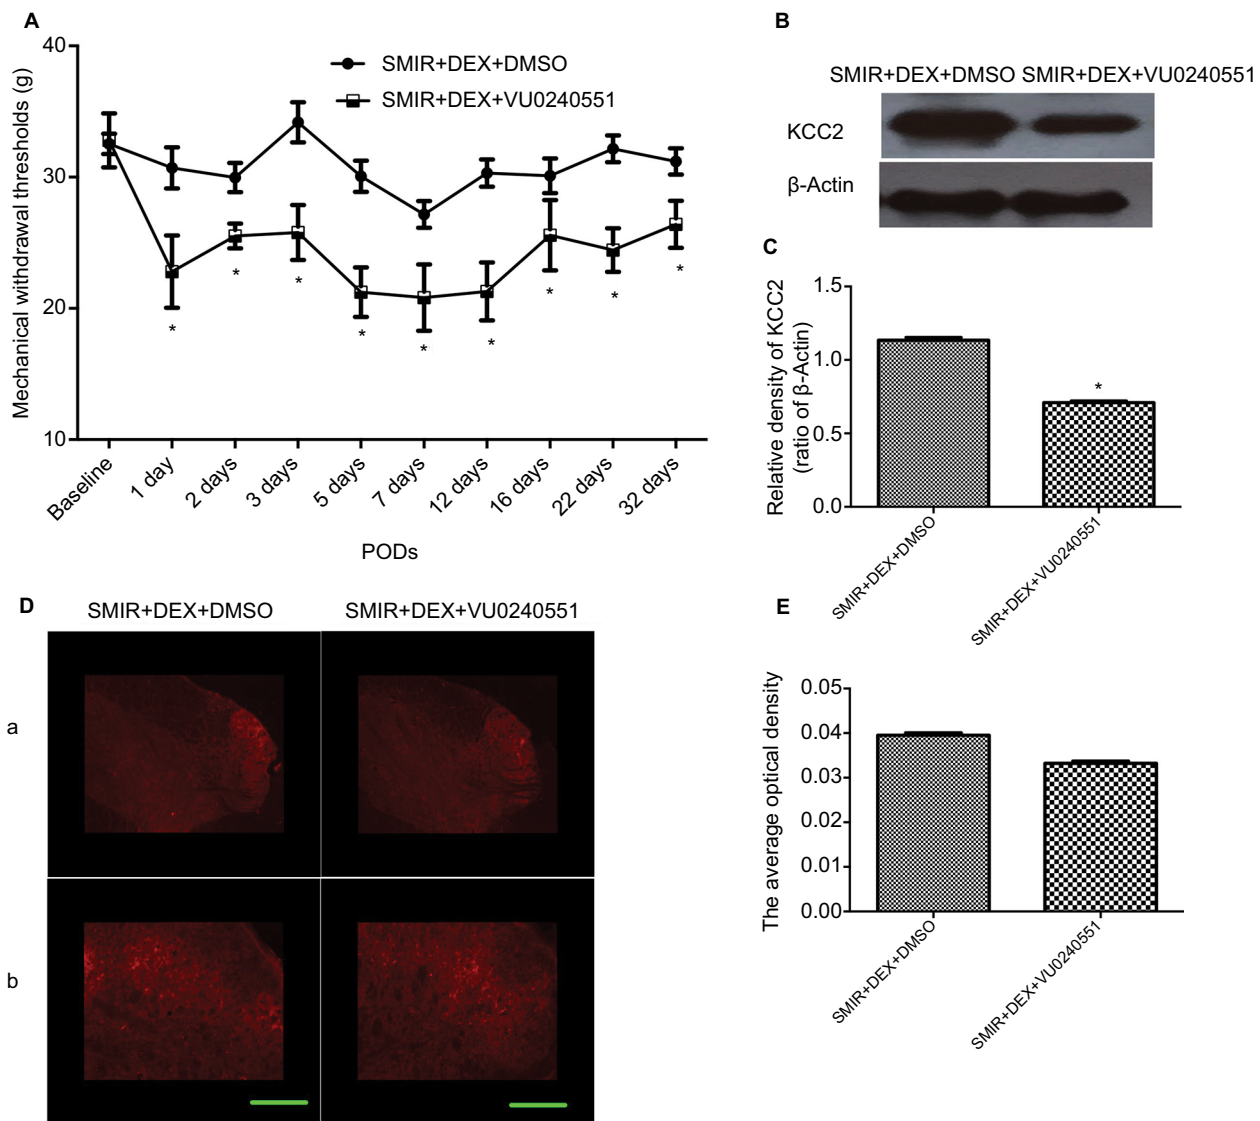 A
Mechanical withdrawal thresholds (g)
40
30
20
10
SMIR+DEX+DMSO
SMIR+DEX+VU0240551
*
*
*
*
*
*
*
*
*
Baseline
1 day
2 days
3 days
5 days
7 days
12 days
16 days
22 days
32 days
PODs
B
SMIR+DEX+DMSO SMIR+DEX+VU0240551
KCC2
β-Actin
C
Relative density of KCC2
(ratio of β-Actin)
1.5
1.0
0.5
0.0
*
SMIR+DEX+DMSO
SMIR+DEX+VU0240551
D
SMIR+DEX+DMSO
SMIR+DEX+VU0240551
a
b
E
The average optical density
0.05
0.04
0.03
0.02
0.01
0.00
SMIR+DEX+DMSO
SMIR+DEX+VU0240551